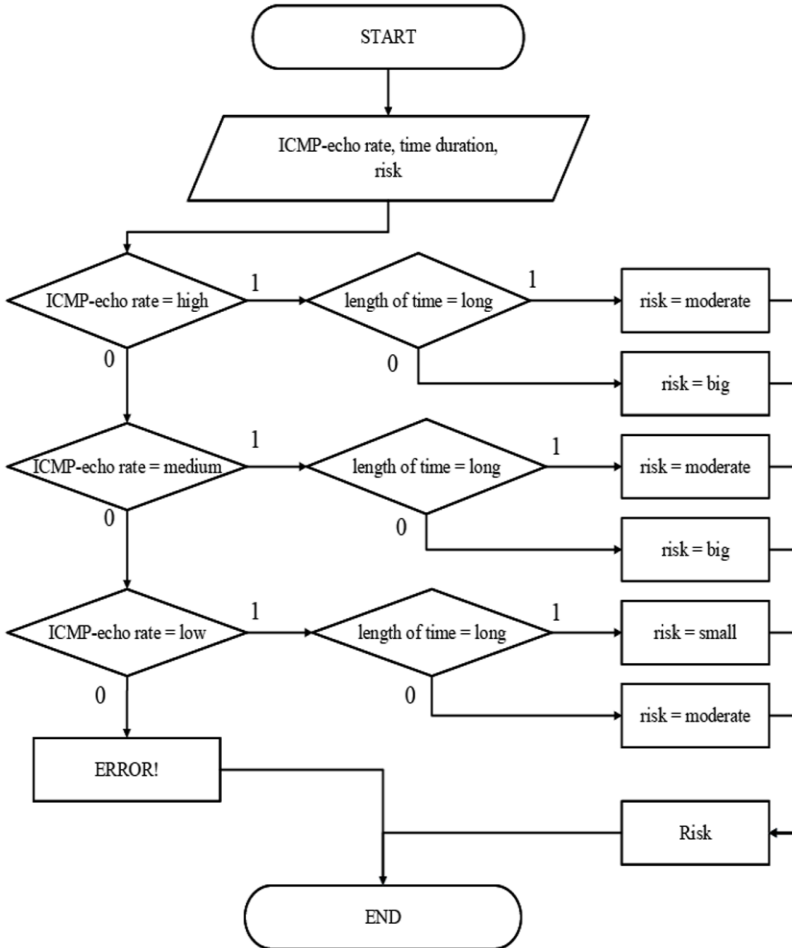 START
ICMP-echo rate, time duration,
risk
ICMP-echo rate = high
1
length of time = long
1
risk = moderate
0
0
risk = big
ICMP-echo rate = medium
1
length of time = long
1
risk = moderate
0
0
risk = big
ICMP-echo rate = low
1
length of time = long
1
risk = small
0
0
risk = moderate
ERROR!
Risk
END